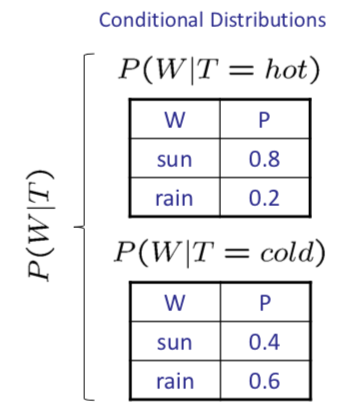 Conditional Distributions
P(W|T = hot)
W P
sun 0.8
rain 0.2
P(W|T)
P(W|T = cold)
W P
sun 0.4
rain 0.6